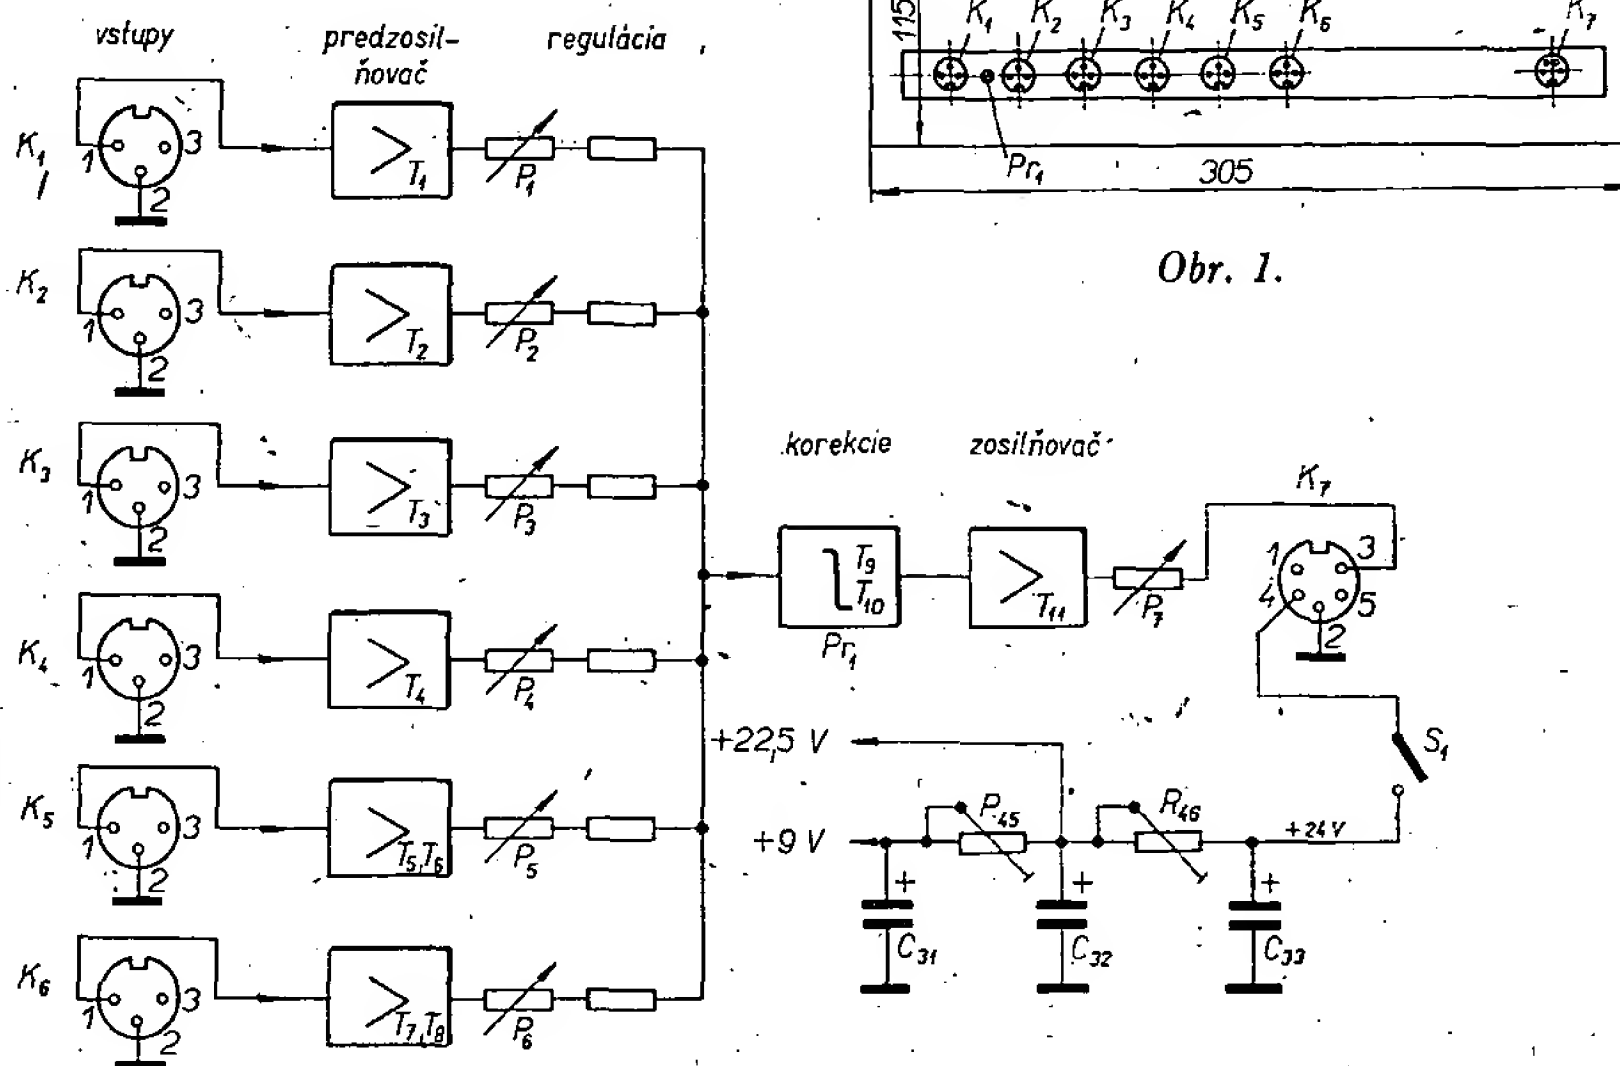 vstupy predzosil- regulácia
ňovač
K1 1 3 2 T1 P1
K2 1 3 2 T2 P2
K3 1 3 2 T3 P3
K4 1 3 2 T4 P4
K5 1 3 2 T5,T6 P5
K6 1 3 2 T7,T8 P6
115 K1 K2 K3 K4 K5 K6 K7
Pr1
305
Obr. 1.
korekcie zosilňovač K7
T9
T10
Pr1
T11 P7
1 3
4 5
2
+22,5 V S1
P45 R46
+9 V +24V
+ + +
C31 C32 C33